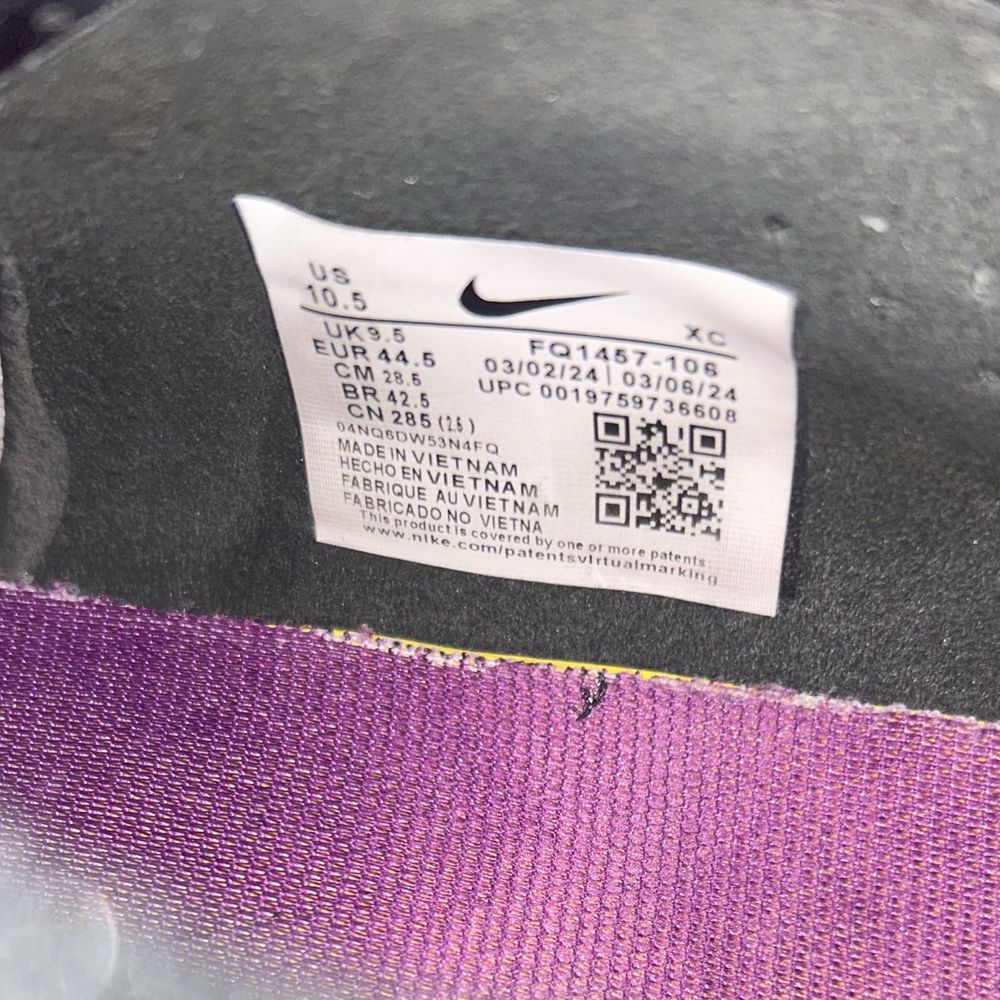 US
10.5
XC
UK 9.5
EUR 44.5
CM 28.5
BR 42.5
CN 285 (2.5)
FQ1457-106
03/02/24 | 03/06/24
UPC 0019759736608
04NQ6DW53N4FQ
MADE IN VIETNAM
HECHO EN VIETNAM
FABRIQUE AU VIETNAM
FABRICADO NO VIETNA
This product is covered by one or more patents
www.nike.com/patentsvirtualmarking